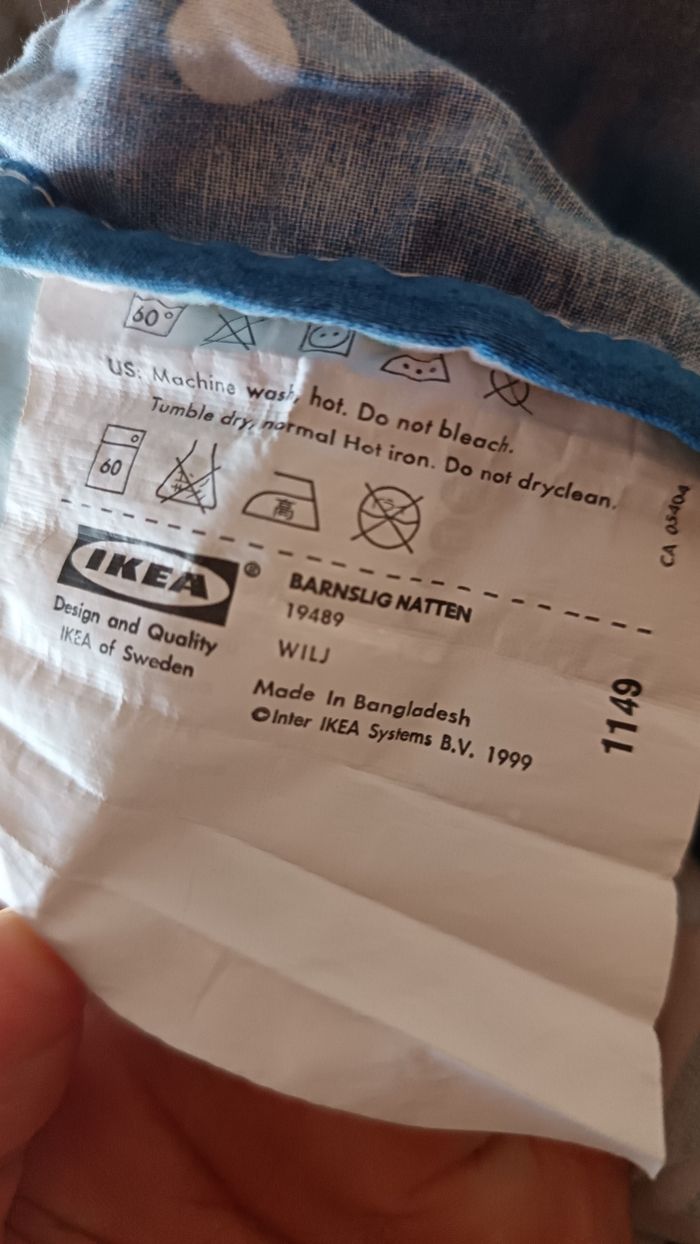 60°
US: Machine wash, hot. Do not bleach.
Tumble dry, normal Hot iron. Do not dryclean.
60
高
CA 05404
IKEA ®
Design and Quality
IKEA of Sweden
BARNSLIG NATTEN
19489
WILJ
Made In Bangladesh
©Inter IKEA Systems B.V. 1999
1149